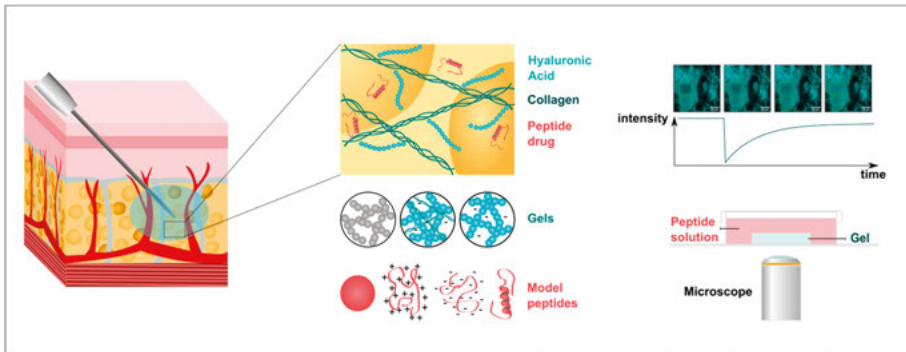 Hyaluronic
Acid
Collagen
Peptide
drug
Gels
Model
peptides
intensity
time
Peptide
solution
Gel
Microscope